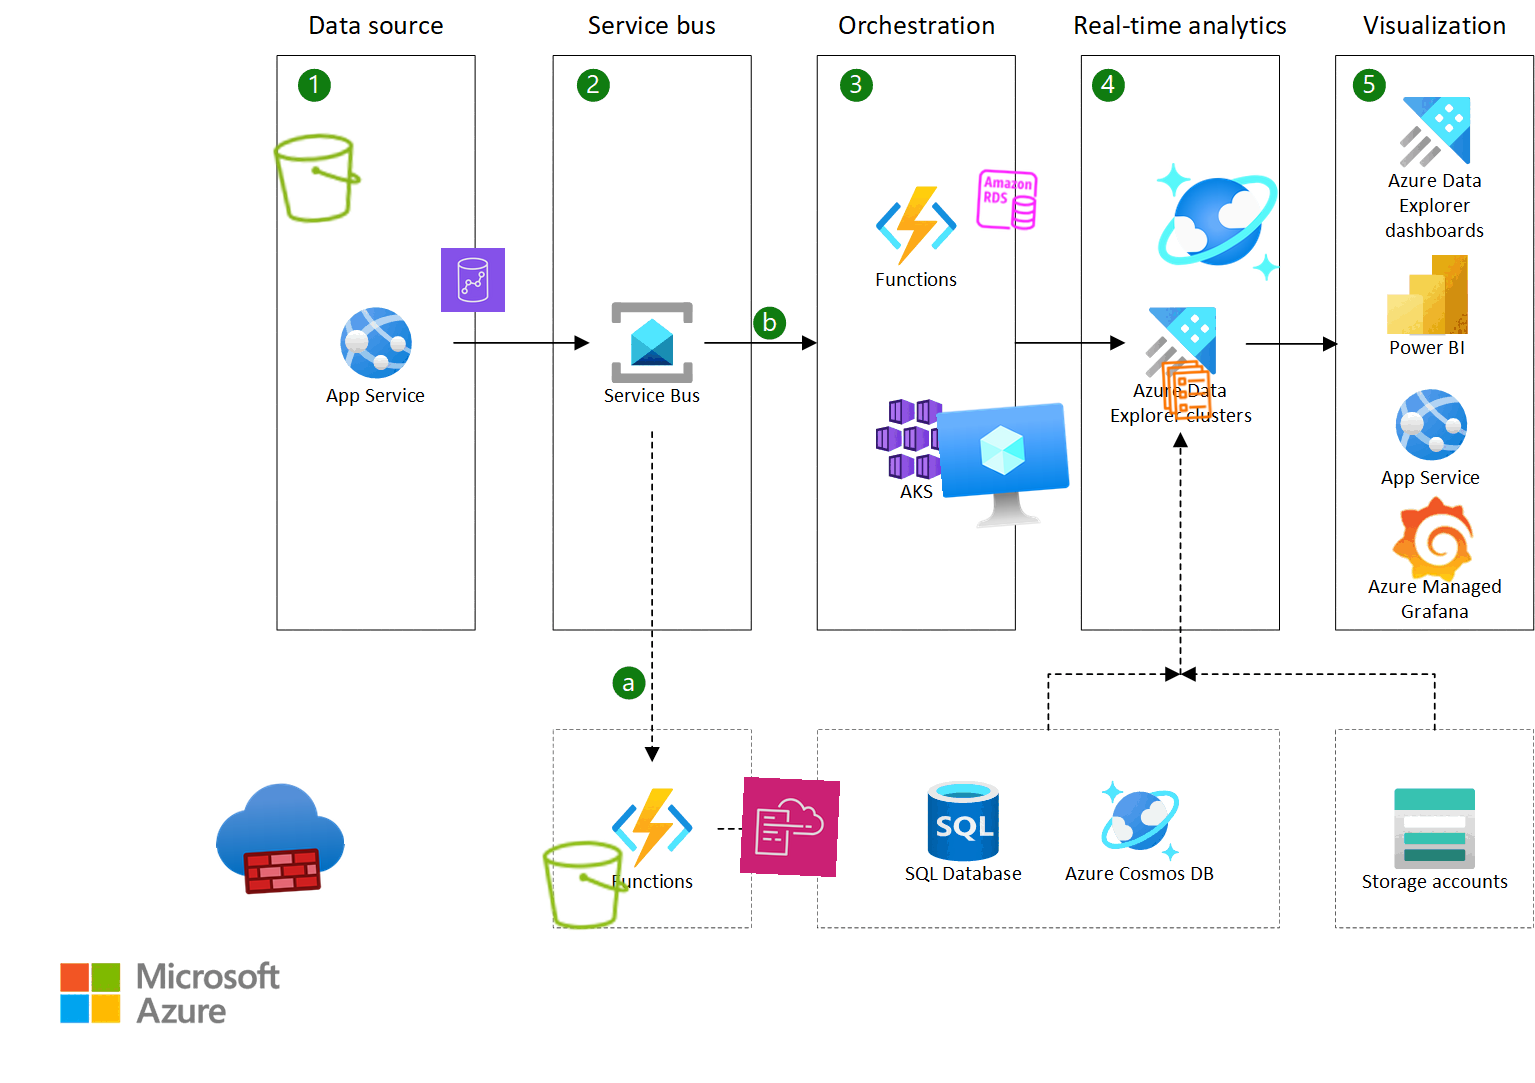 Data source
Service bus
Orchestration
Real-time analytics
Visualization
1
2
3
4
5
Amazon
RDS
Azure Data
Explorer
dashboards
Functions
b
Power BI
App Service
Service Bus
Azure Data
Explorer clusters
App Service
AKS
Azure Managed
Grafana
a
SQL
Functions
SQL Database
Azure Cosmos DB
Storage accounts
Microsoft
Azure